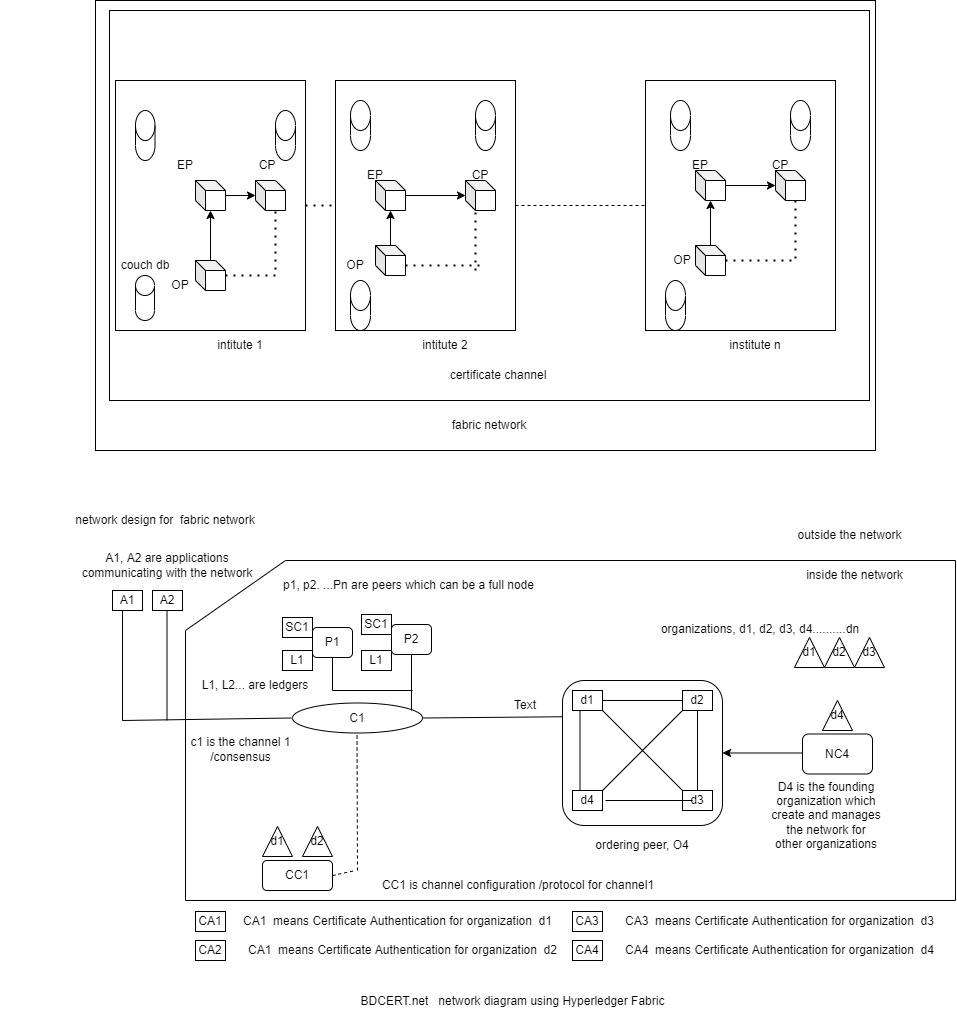 EP CP
couch db
OP
intitute 1
EP CP
OP
intitute 2
EP CP
OP
institute n
certificate channel
fabric network
network design for fabric network
outside the network
A1, A2 are applications
communicating with the network
inside the network
p1, p2. ...Pn are peers which can be a full node
A1 A2
SC1 P1 SC1 P2
L1 L1
organizations, d1, d2, d3, d4..........dn
d1 d2 d3
L1, L2... are ledgers
C1
Text
c1 is the channel 1
/consensus
d1 d2
d4 d3
ordering peer, O4
d4
NC4
D4 is the founding
organization which
create and manages
the network for
other organizations
d1 d2
CC1
CC1 is channel configuration /protocol for channel1
CA1 CA1 means Certificate Authentication for organization d1
CA3 CA3 means Certificate Authentication for organization d3
CA2 CA1 means Certificate Authentication for organization d2
CA4 CA4 means Certificate Authentication for organization d4
BDCERT.net network diagram using Hyperledger Fabric